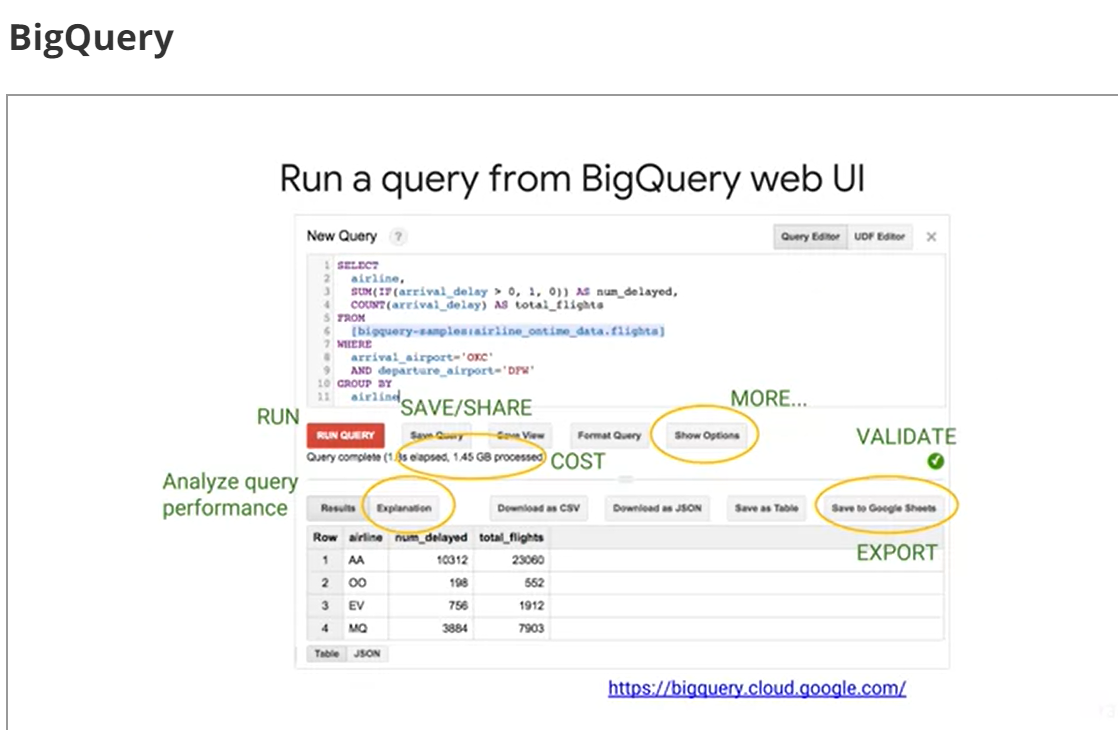 BigQuery
Run a query from BigQuery web UI
New Query ?
Query Editor UDF Editor ×
1 SELECT
2 airline,
3 SUM(IF(arrival_delay > 0, 1, 0)) AS num_delayed,
4 COUNT(arrival_delay) AS total_flights
5 FROM
6 [bigquery-samples:airline_ontime_data.flights]
7 WHERE
8 arrival_airport='OKC'
9 AND departure_airport='DFW'
10 GROUP BY
11 airline
RUN
SAVE/SHARE
MORE...
VALIDATE
RUN QUERY Save Query Save View Format Query Show Options
Query complete (1. s elapsed, 1.45 GB processed)
COST
Analyze query
performance
Results Explanation Download as CSV Download as JSON Save as Table Save to Google Sheets
EXPORT
Row airline num_delayed total_flights
1 AA 10312 23060
2 OO 198 552
3 EV 756 1912
4 MQ 3884 7903
Table JSON
https://bigquery.cloud.google.com/